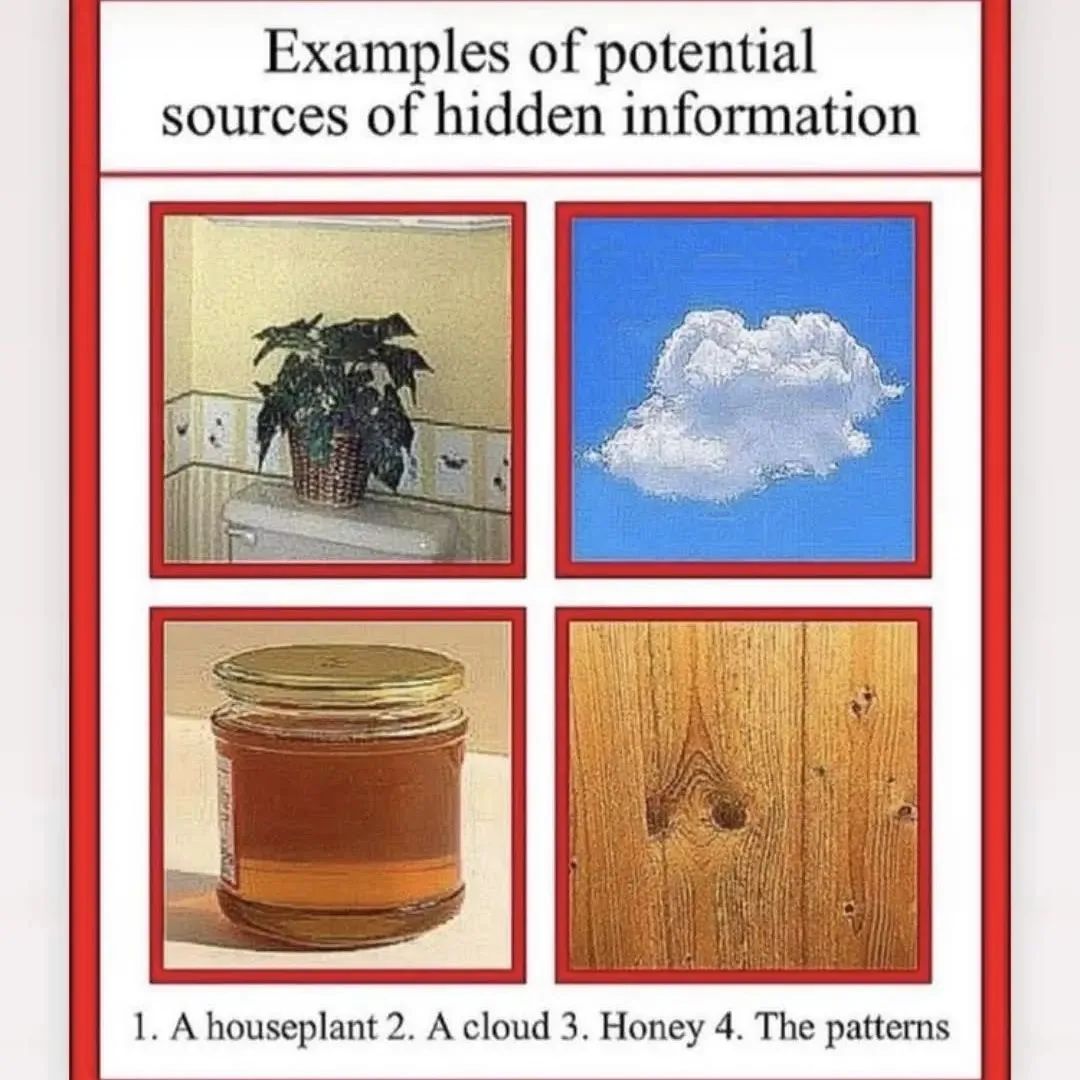 Examples of potential
sources of hidden information
1. A houseplant 2. A cloud 3. Honey 4. The patterns